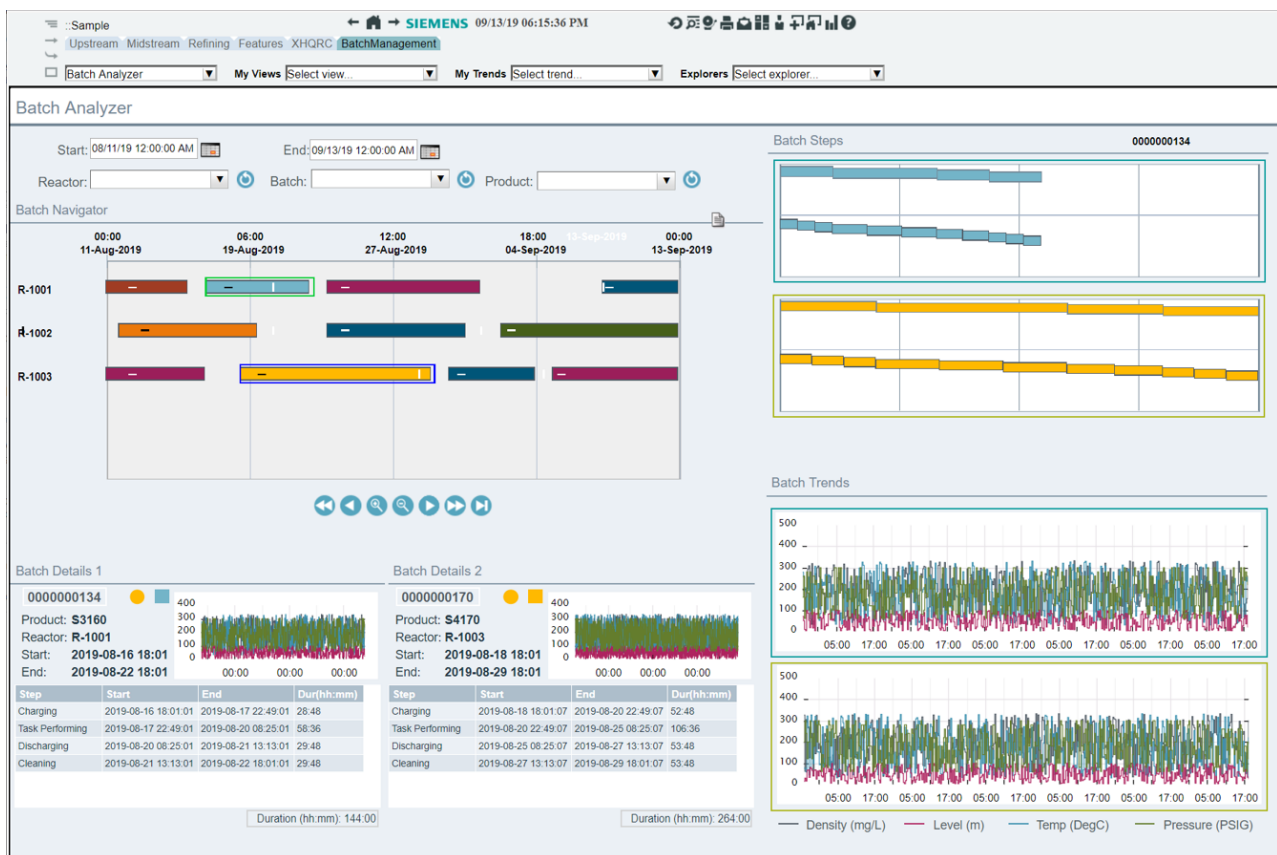 ::Sample
SIEMENS 09/13/19 06:15:36 PM
Upstream Midstream Refining Features XHQRC BatchManagement
Batch Analyzer My Views Select view... My Trends Select trend... Explorers Select explorer...
Batch Analyzer
Start: 08/11/19 12:00:00 AM End: 09/13/19 12:00:00 AM
Reactor: Batch: Product:
Batch Navigator
00:00 06:00 12:00 18:00 13-Sep-2019 00:00
11-Aug-2019 19-Aug-2019 27-Aug-2019 04-Sep-2019 13-Sep-2019
R-1001
R-1002
R-1003
Batch Steps 0000000134
Batch Details 1
0000000134
Product: S3160
Reactor: R-1001
Start: 2019-08-16 18:01
End: 2019-08-22 18:01
400
300
200
100
0
00:00 00:00 00:00
Step Start End Dur(hh:mm)
Charging 2019-08-16 18:01:01 2019-08-17 22:49:01 28:48
Task Performing 2019-08-17 22:49:01 2019-08-20 08:25:01 58:36
Discharging 2019-08-20 08:25:01 2019-08-21 13:13:01 29:48
Cleaning 2019-08-21 13:13:01 2019-08-22 18:01:01 29:48
Duration (hh:mm): 144:00
Batch Details 2
0000000170
Product: S4170
Reactor: R-1003
Start: 2019-08-18 18:01
End: 2019-08-29 18:01
400
300
200
100
0
00:00 00:00 00:00
Step Start End Dur(hh:mm)
Charging 2019-08-18 18:01:07 2019-08-20 22:49:07 52:48
Task Performing 2019-08-20 22:49:07 2019-08-25 08:25:07 106:36
Discharging 2019-08-25 08:25:07 2019-08-27 13:13:07 53:48
Cleaning 2019-08-27 13:13:07 2019-08-29 18:01:07 53:48
Duration (hh:mm): 264:00
Batch Trends
500
400
300
200
100
0
05:00 17:00 05:00 17:00 05:00 17:00 05:00 17:00 05:00 17:00 05:00 17:00
500
400
300
200
100
0
05:00 17:00 05:00 17:00 05:00 17:00 05:00 17:00 05:00 17:00 05:00 17:00
Density (mg/L) Level (m) Temp (DegC) Pressure (PSIG)